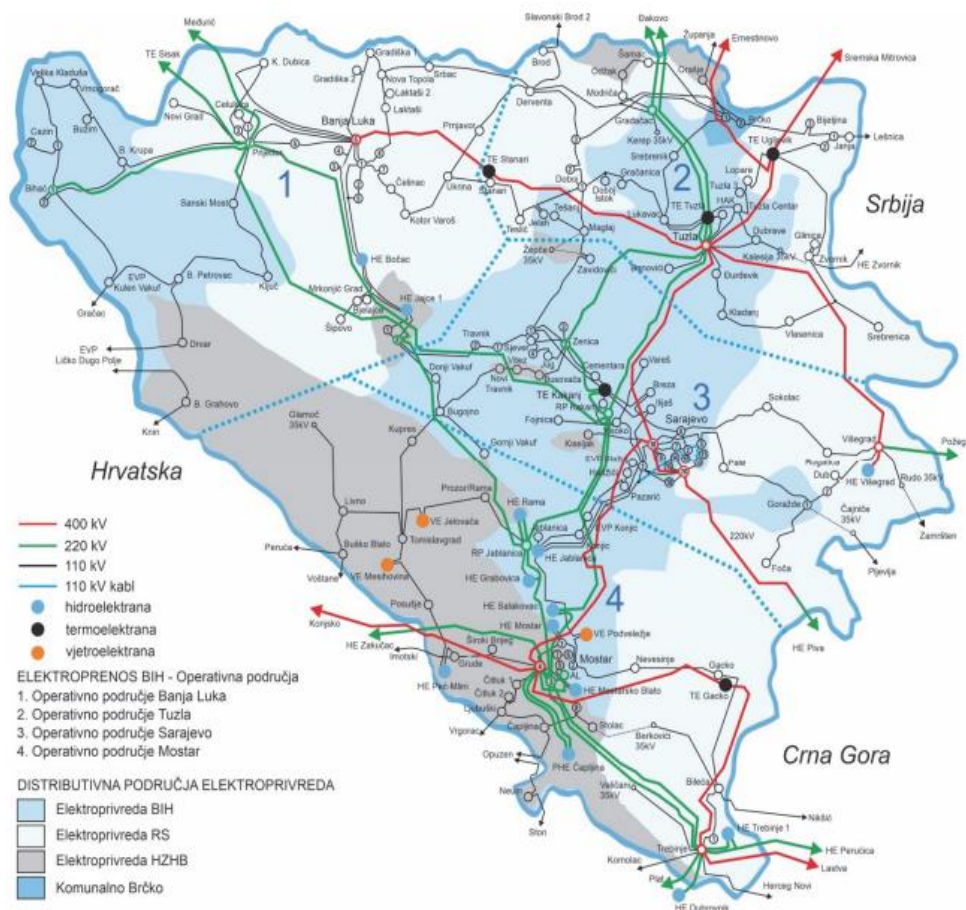 Međurić
TE Sisak
Slavonski Brod 2
Đakovo
Županja
Ernestinovo
Sremska Mitrovica
Velika Kladuša
Vrnograč
K. Dubica
Gradiška 1
Gradiška 2
Nova Topola
Srbac
Brod
Šamac
Odžak
Orašje
Laktaši 2
Laktaši
Modriča
Derventa
Novi Grad
Celuloza
Cazin
Bužim
Banja Luka
Prnjavor
Gradačac
Brčko
Bijeljina
Lešnica
Janja
TE Ugljevik
Kerep 35kV
B. Krupa
Prijedor
TE Stanari
Srebrenik
Lopare
Bihać
1
Čelinac
Ukrina
Stanari
Doboj
Gračanica
Doboj Istok
2
Tuzla 3
HAK
TE Tuzla
Tuzla Centar
Srbija
Sanski Most
Kotor Varoš
Teslić
Jelah
Tešanj
Maglaj
Lukavac
Tuzla
Dubrave
Kalesija 35kV
Glinica
Zvornik
HE Zvornik
HE Bočac
Žepče 35kV
Zavidovići
Đurđevik
EVP Kulen Vakuf
B. Petrovac
Ključ
Mrkonjić Grad
Bjelajce
HE Jajce 1
Kladanj
Gračac
Šipovo
Vlasenica
Srebrenica
Travnik
Sjever
Zenica
Drvar
EVP
Ličko Dugo Polje
Donji Vakuf
Novi Travnik
Vitez
Jug
Busovača
Cementara
Vareš
TE Kakanj
RP Kakanj
Breza
Ilijaš
3
B. Grahovo
Knin
Glamoč 35kV
Bugojno
Fojnica
Sarajevo
Sokolac
Kupres
Gornji Vakuf
Kiseljak
Višegrad
Hrvatska
Pale
Rogatica
HE Višegrad
Rudo 35kV
Pazarić
Goražde
Čajniče 35kV
Zamršten
Prozor/Rama
HE Rama
Livno
VE Jelovača
Jablanica
EVP Konjic
Konjic
220kV
Foča
Pljevlja
400 kV
220 kV
110 kV
110 kV kabl
hidroelektrana
termoelektrana
vjetroelektrana
Peruča
Buško Blato
Tomislavgrad
RP Jablanica
HE Jablanica
Voštane
VE Mesihovina
HE Grabovica
Posušje
HE Salakovac
4
HE Mostar
VE Podveležje
HE Piva
Konjsko
HE Zakučac
Imotski
Široki Brijeg
Grude
Mostar
Nevesinje
Gacko
TE Gacko
HE Mostarsko Blato
Čitluk 1
Čitluk 2
Ljubuški
Vrgorac
Čapljina
Stolac
Berkovići 35kV
Crna Gora
Opuzen
PHE Čapljina
Bileća
Nikšić
Neum
Ston
HE Trebinje 1
Trebinje
Komolac
HE Perućica
Lastva
Plat
Herceg Novi
HE Dubrovnik
ELEKTROPRENOS BIH - Operativna područja
1. Operativno područje Banja Luka
2. Operativno područje Tuzla
3. Operativno područje Sarajevo
4. Operativno područje Mostar
DISTRIBUTIVNA PODRUČJA ELEKTROPRIVREDA
Elektroprivreda BIH
Elektroprivreda RS
Elektroprivreda HZHB
Komunalno Brčko